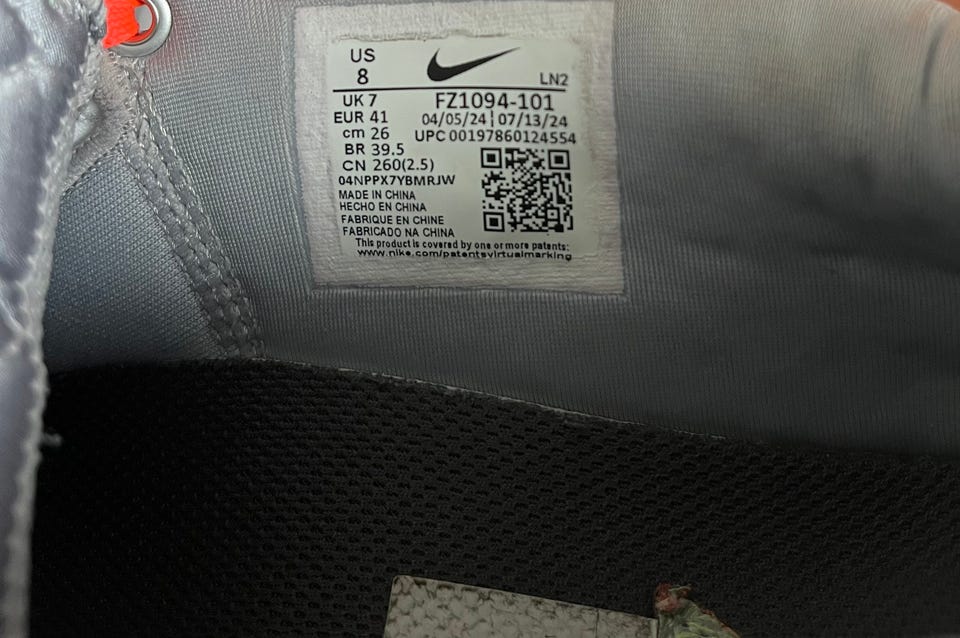 US
8
LN2
UK 7
FZ1094-101
EUR 41
04/05/24 07/13/24
cm 26
UPC 00197860124554
BR 39.5
CN 260(2.5)
04NPPX7YBMRJW
MADE IN CHINA
HECHO EN CHINA
FABRIQUE EN CHINE
FABRICADO NA CHINA
This product is covered by one or more patents:
www.nike.com/patentsvirtualmarking